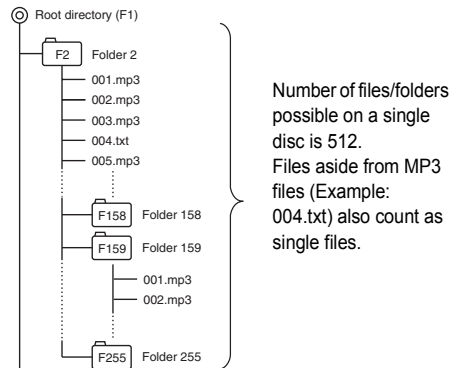 Root directory (F1)
F2 Folder 2
001.mp3
002.mp3
003.mp3
004.txt
005.mp3
F158 Folder 158
F159 Folder 159
001.mp3
002.mp3
F255 Folder 255
Number of files/folders
possible on a single
disc is 512.
Files aside from MP3
files (Example:
004.txt) also count as
single files.